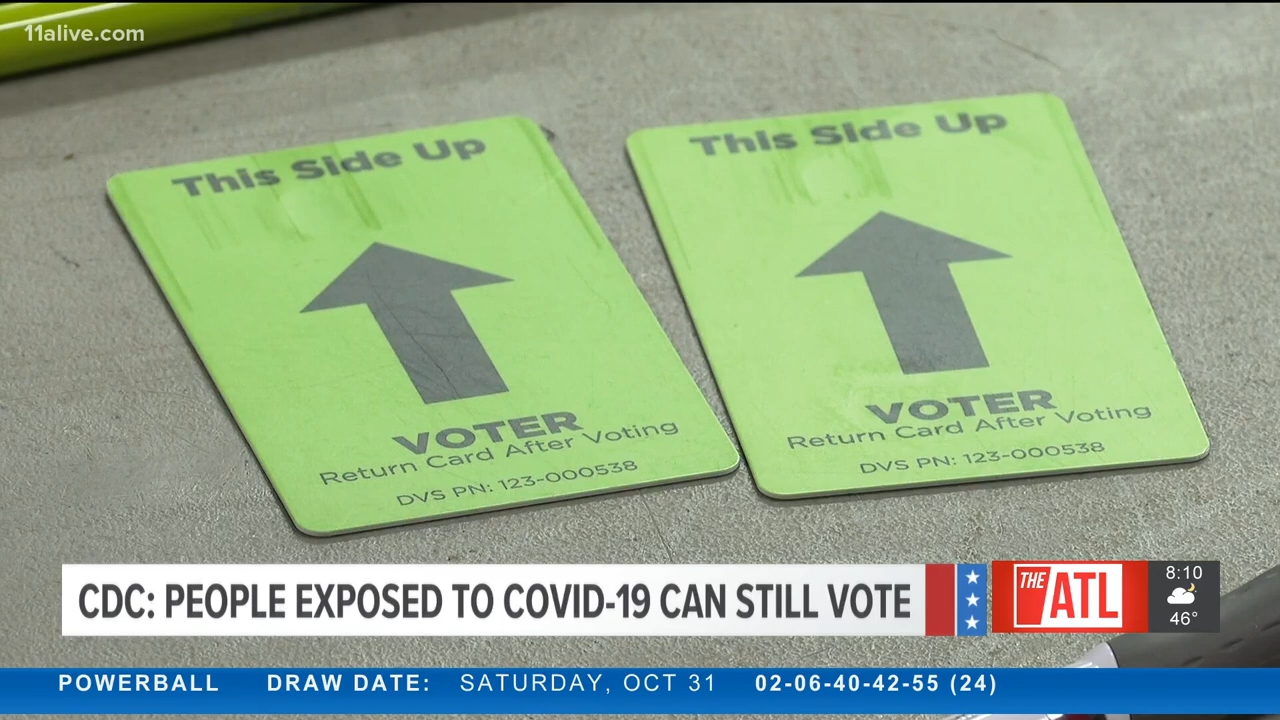 11alive.com
This Side Up
VOTER
Return Card After Voting
DVS PN: 123-000538
This Side Up
VOTER
Return Card After Voting
DVS PN: 123-000538
CDC: PEOPLE EXPOSED TO COVID-19 CAN STILL VOTE
THE ATL
8:10
46°
POWERBALL DRAW DATE: SATURDAY, OCT 31 02-06-40-42-55 (24)